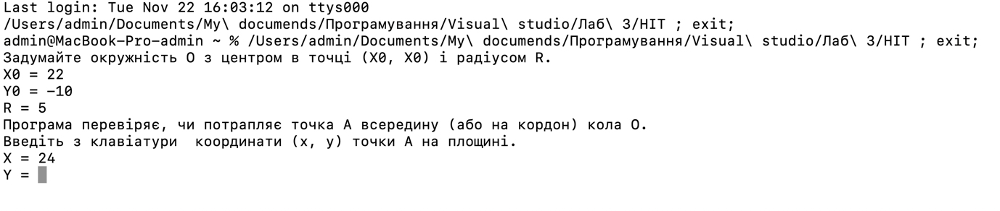 Last login: Tue Nov 22 16:03:12 on ttys000
/Users/admin/Documents/My\ documends/Програмування/Visual\ studio/Лаб\ 3/HIT ; exit;
admin@MacBook-Pro-admin ~ % /Users/admin/Documents/My\ documends/Програмування/Visual\ studio/Лаб\ 3/HIT ; exit;
Задумайте окружність O з центром в точці (X0, X0) і радіусом R.
X0 = 22
Y0 = -10
R = 5
Програма перевіряє, чи потрапляє точка A всередину (або на кордон) кола O.
Введіть з клавіатури  координати (x, y) точки A на площині.
X = 24
Y =